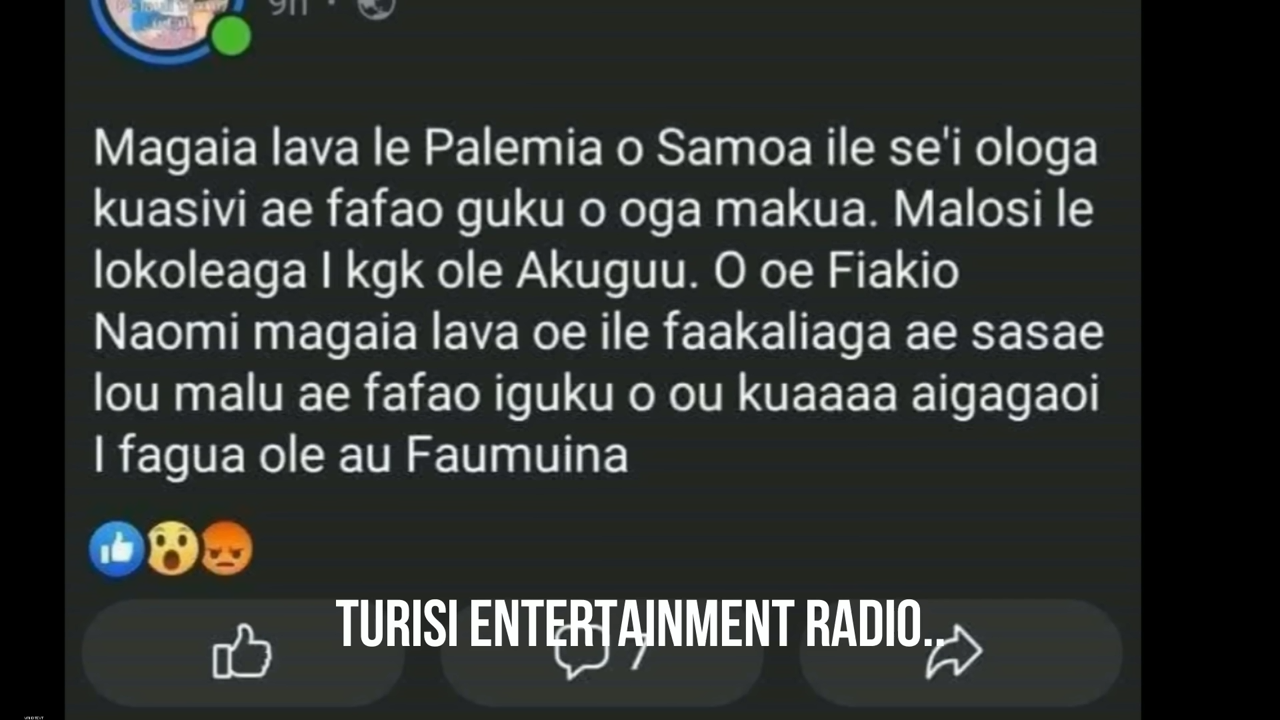 9h
Magaia lava le Palemia o Samoa ile se'i ologa
kuasivi ae fafao guku o oga makua. Malosi le
lokoleaga I kgk ole Akuguu. O oe Fiakio
Naomi magaia lava oe ile faakaliaga ae sasae
lou malu ae fafao iguku o ou kuaaaa aigagaoi
I fagua ole au Faumuina
TURISI ENTERTAINMENT RADIO..
7